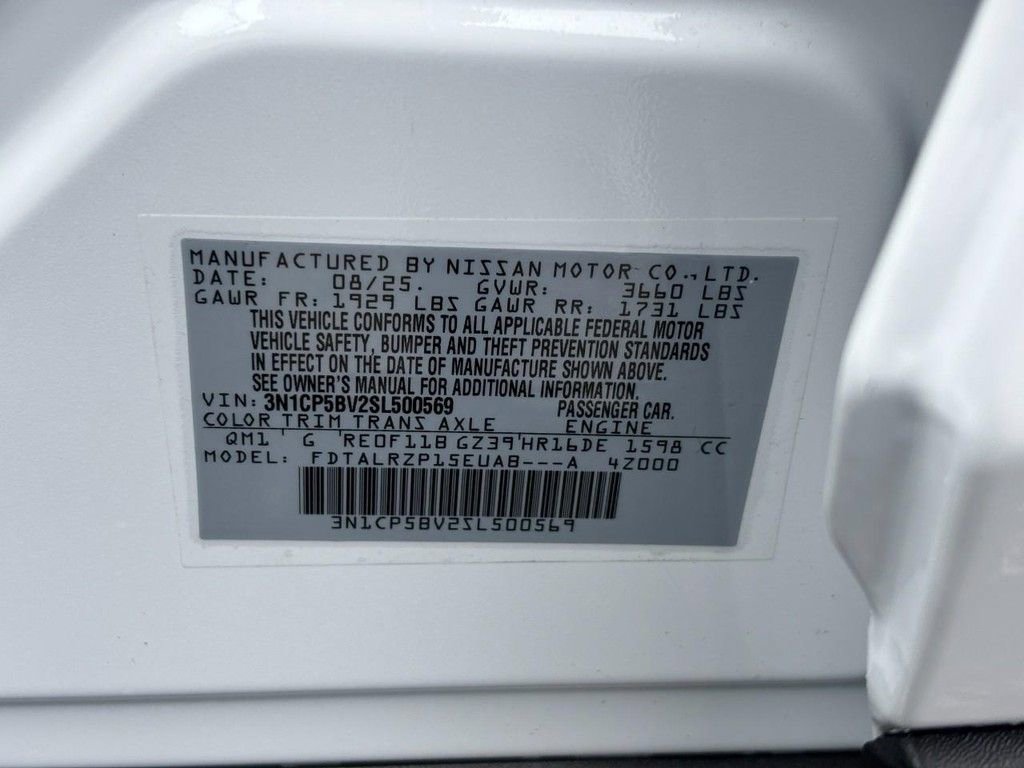 MANUFACTURED BY NISSAN MOTOR CO.,LTD.
DATE: 08/25. GVWR: 3660 LBS
GAWR FR: 1929 LBS GAWR RR: 1731 LBS
THIS VEHICLE CONFORMS TO ALL APPLICABLE FEDERAL MOTOR
VEHICLE SAFETY, BUMPER AND THEFT PREVENTION STANDARDS
IN EFFECT ON THE DATE OF MANUFACTURE SHOWN ABOVE.
SEE OWNER'S MANUAL FOR ADDITIONAL INFORMATION.
VIN: 3N1CP5BV2SL500569 PASSENGER CAR.
COLOR TRIM TRANS AXLE ENGINE
QM1 G RE0F11B GZ39 HR16DE 1598 CC
MODEL: FDTALRZP15EUAB---A 4Z000
3N1CP5BV2SL500569